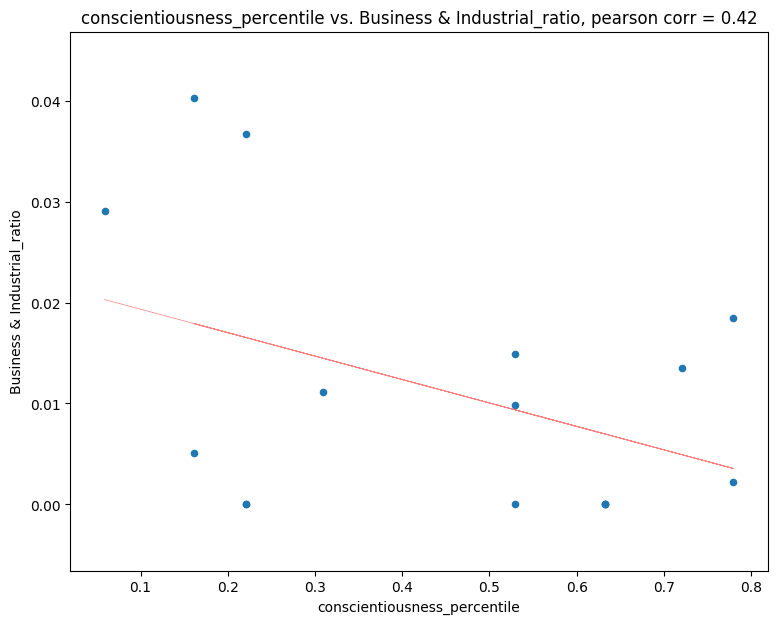 conscientiousness_percentile vs. Business & Industrial_ratio, pearson corr = 0.42
0.04
0.03
0.02
0.01
0.00
Business & Industrial_ratio
0.1 0.2 0.3 0.4 0.5 0.6 0.7 0.8
conscientiousness_percentile